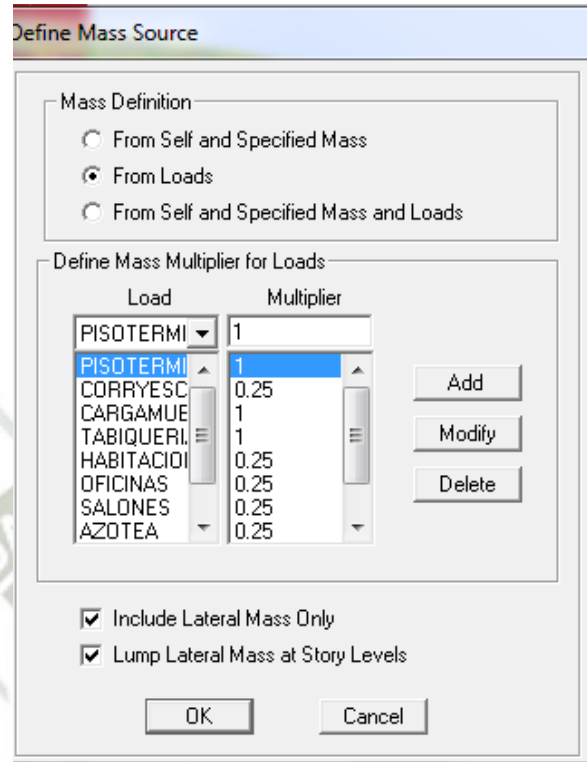 Define Mass Source
Mass Definition
From Self and Specified Mass
From Loads
From Self and Specified Mass and Loads
Define Mass Multiplier for Loads
Load Multiplier
PISOTERMI 1
PISOTERMI 1
CORRYESC 0.25
CARGAMUE 1
TABIQUERI 1
HABITACIOI 0.25
OFICINAS 0.25
SALONES 0.25
AZOTEA 0.25
Add
Modify
Delete
Include Lateral Mass Only
Lump Lateral Mass at Story Levels
OK Cancel